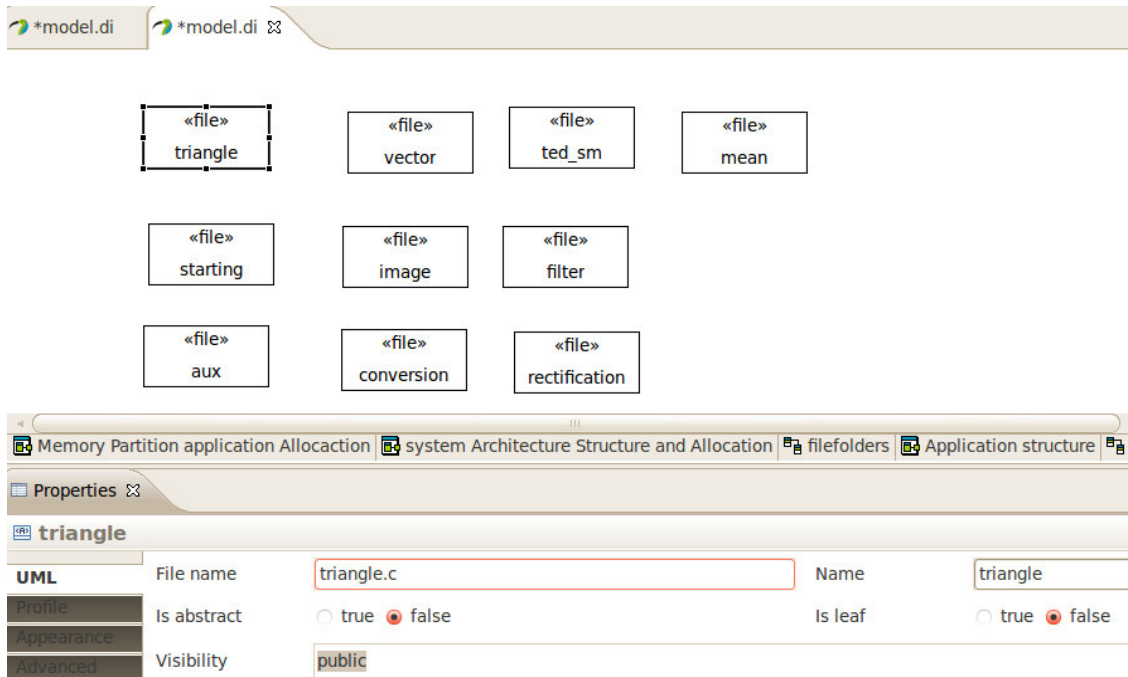 *model.di *model.di
«file» «file» «file» «file»
triangle vector ted_sm mean
«file» «file» «file»
starting image filter
«file» «file» «file»
aux conversion rectification
Memory Partition application Allocaction system Architecture Structure and Allocation filefolders Application structure
Properties
triangle
UML File name triangle.c Name triangle
Profile Is abstract true false Is leaf true false
Appearance
Advanced Visibility public